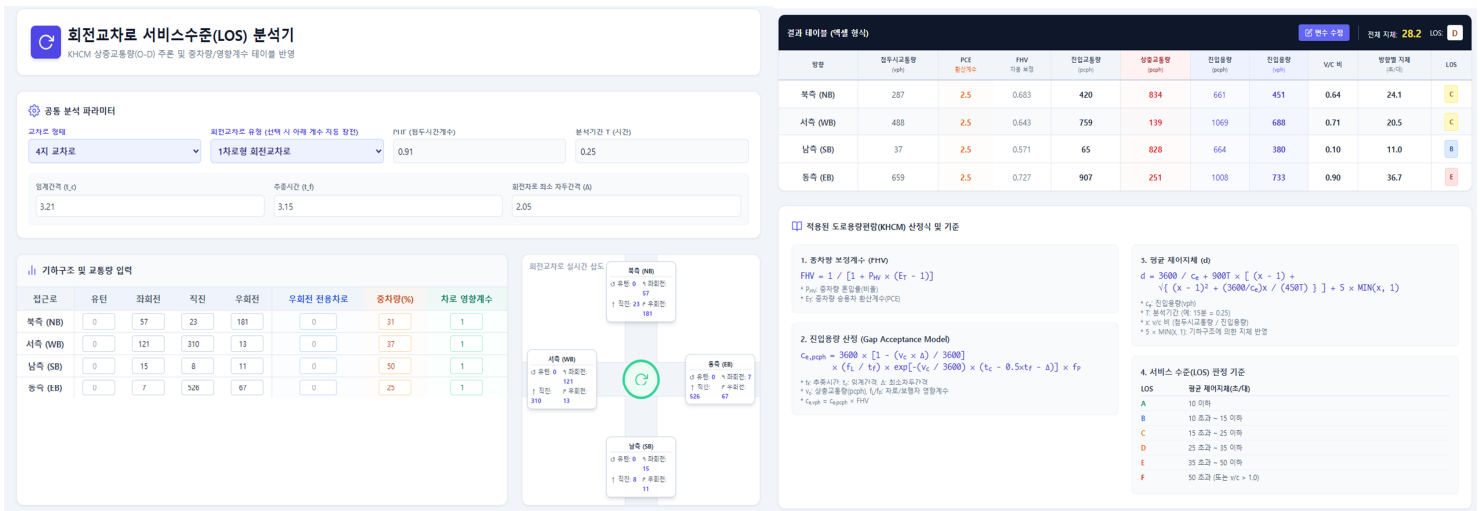 회전교차로 서비스수준(LOS) 분석기
KHCM 상충교통량(O-D) 추론 및 중차량/영향계수 테이블 반영
공통 분석 파라미터
교차로 형태
회전교차로 유형 (선택 시 아래 계수 자동 장전)
PHF (첨두시간계수)
분석기간 T (시간)
4지 교차로
1차로형 회전교차로
0.91
0.25
임계간격 (t_c)
추종시간 (t_f)
회전차로 최소 차두간격 (Δ)
3.21
3.15
2.05
기하구조 및 교통량 입력
접근로 유턴 좌회전 직진 우회전 우회전 전용차로 중차량(%) 차로 영향계수
북측 (NB) 0 57 23 181 0 31 1
서측 (WB) 0 121 310 13 0 37 1
남측 (SB) 0 15 8 11 0 50 1
동측 (EB) 0 7 526 67 0 25 1
회전교차로 실시간 상도
북측 (NB)
↺ 유턴: 0 ↰ 좌회전: 57
↑ 직진: 23 ↱ 우회전: 181
서측 (WB)
↺ 유턴: 0 ↰ 좌회전: 121
↑ 직진: 310 ↱ 우회전: 13
동측 (EB)
↺ 유턴: 0 ↰ 좌회전: 7
↑ 직진: 526 ↱ 우회전: 67
남측 (SB)
↺ 유턴: 0 ↰ 좌회전: 15
↑ 직진: 8 ↱ 우회전: 11
결과 테이블 (엑셀 형식)
변수 수정
전체 지체: 28.2 LOS: D
방향 첨두시교통량 (vph) PCE 환산계수 FHV 차종 보정 진입교통량 (pcph) 상충교통량 (pcph) 진입용량 (pcph) 진입용량 (vph) V/C 비 방향별 지체 (초/대) LOS
북측 (NB) 287 2.5 0.683 420 834 661 451 0.64 24.1 C
서측 (WB) 488 2.5 0.643 759 139 1069 688 0.71 20.5 C
남측 (SB) 37 2.5 0.571 65 828 664 380 0.10 11.0 B
동측 (EB) 659 2.5 0.727 907 251 1008 733 0.90 36.7 E
적용된 도로용량편람(KHCM) 산정식 및 기준
1. 중차량 보정계수 (FHV)
FHV = 1 / [1 + P_HV × (E_T − 1)]
* P_HV: 중차량 혼입률(비율)
* E_T: 중차량 승용차 환산계수(PCE)
2. 진입용량 산정 (Gap Acceptance Model)
c_e,pcph = 3600 × [1 − (v_c × Δ) / 3600]
× (f_L / t_f) × exp[−(v_c / 3600) × (t_c − 0.5×t_f − Δ)] × f_P
* t_f: 추종시간, t_c: 임계간격, Δ: 최소차두간격
* v_c: 상충교통량(pcph), f_L/f_P: 차로/보행자 영향계수
* c_e,vph = c_e,pcph × FHV
3. 평균 제어지체 (d)
d = 3600 / c_e + 900T × [ (x − 1) +
√{ (x − 1)² + (3600/c_e)x / (450T) } ] + 5 × MIN(x, 1)
* c_e: 진입용량(vph)
* T: 분석기간 (예: 15분 = 0.25)
* x: v/c 비 (첨두시교통량 / 진입용량)
* 5 × MIN(x, 1): 기하구조에 의한 지체 반영
4. 서비스 수준(LOS) 판정 기준
LOS 평균 제어지체(초/대)
A 10 이하
B 10 초과 ~ 15 이하
C 15 초과 ~ 25 이하
D 25 초과 ~ 35 이하
E 35 초과 ~ 50 이하
F 50 초과 (또는 v/c > 1.0)